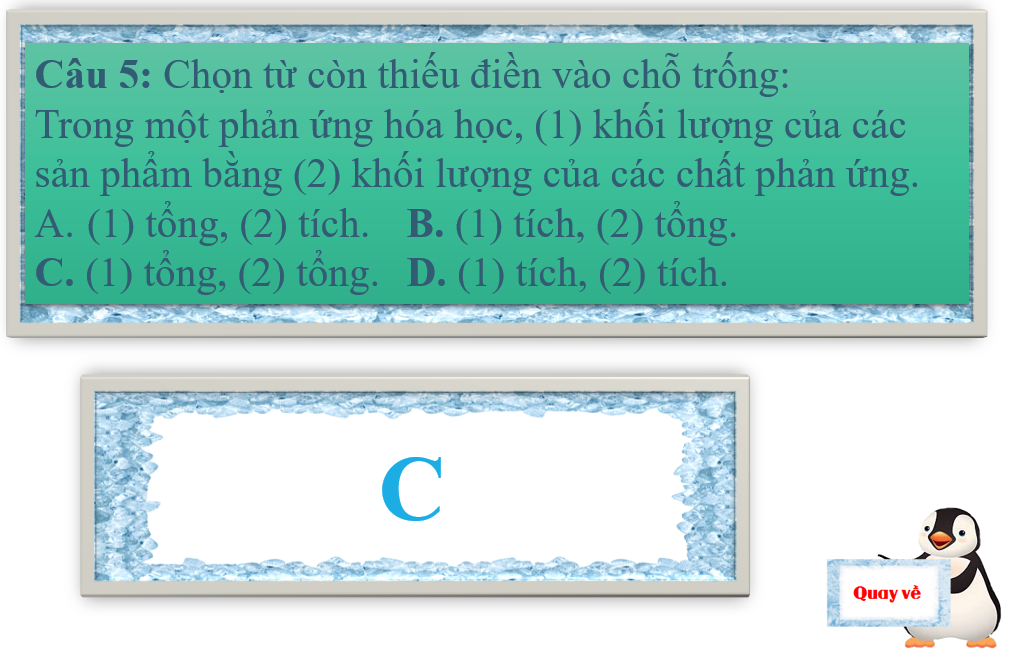 Câu 5: Chọn từ còn thiếu điền vào chỗ trống:
Trong một phản ứng hóa học, (1) khối lượng của các
sản phẩm bằng (2) khối lượng của các chất phản ứng.
A. (1) tổng, (2) tích. B. (1) tích, (2) tổng.
C. (1) tổng, (2) tổng. D. (1) tích, (2) tích.
C
Quay về